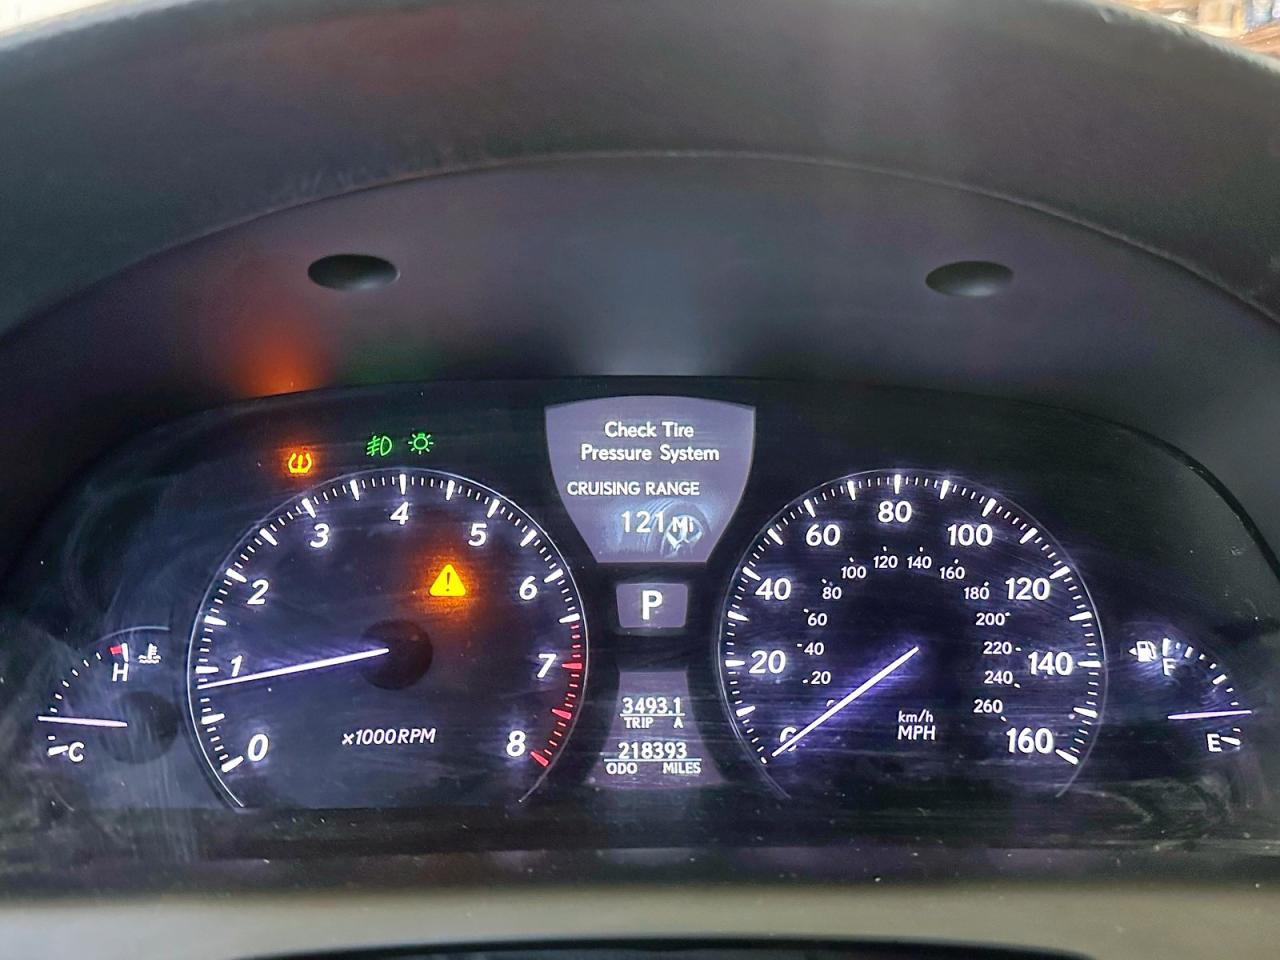 Check Tire
Pressure System
CRUISING RANGE
121 MI
P
3493.1
TRIP A
218393
ODO MILES
0
1
2
3
4
5
6
7
8
x1000RPM
H
C
20
40
60
80
100
120
140
160
20
40
60
80
100
120
140
160
180
200
220
240
260
km/h
MPH
F
E